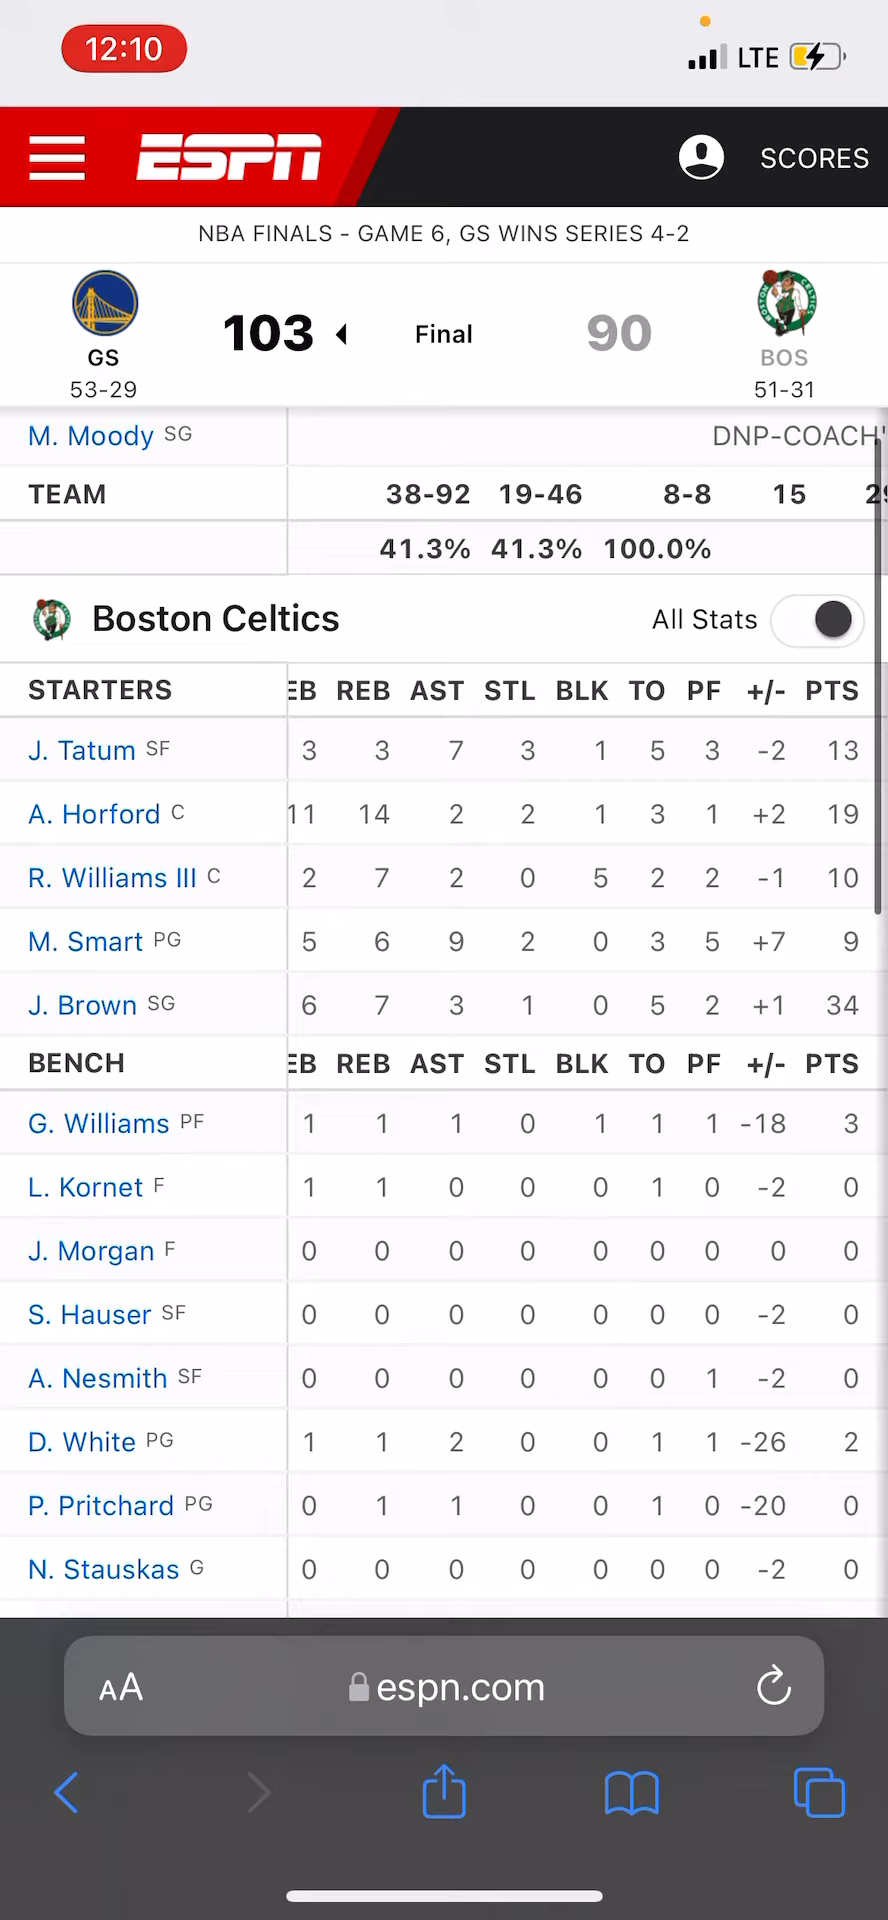 12:10 LTE
ESPN SCORES
NBA FINALS - GAME 6, GS WINS SERIES 4-2
103 Final 90
GS BOS
53-29 51-31
M. Moody SG DNP-COACH'
TEAM 38-92 19-46 8-8 15 29
41.3% 41.3% 100.0%
Boston Celtics All Stats
STARTERS EB REB AST STL BLK TO PF +/- PTS
J. Tatum SF 3 3 7 3 1 5 3 -2 13
A. Horford C 11 14 2 2 1 3 1 +2 19
R. Williams III C 2 7 2 0 5 2 2 -1 10
M. Smart PG 5 6 9 2 0 3 5 +7 9
J. Brown SG 6 7 3 1 0 5 2 +1 34
BENCH EB REB AST STL BLK TO PF +/- PTS
G. Williams PF 1 1 1 0 1 1 1 -18 3
L. Kornet F 1 1 0 0 0 1 0 -2 0
J. Morgan F 0 0 0 0 0 0 0 0 0
S. Hauser SF 0 0 0 0 0 0 0 -2 0
A. Nesmith SF 0 0 0 0 0 0 1 -2 0
D. White PG 1 1 2 0 0 1 1 -26 2
P. Pritchard PG 0 1 1 0 0 1 0 -20 0
N. Stauskas G 0 0 0 0 0 0 0 -2 0
AA espn.com